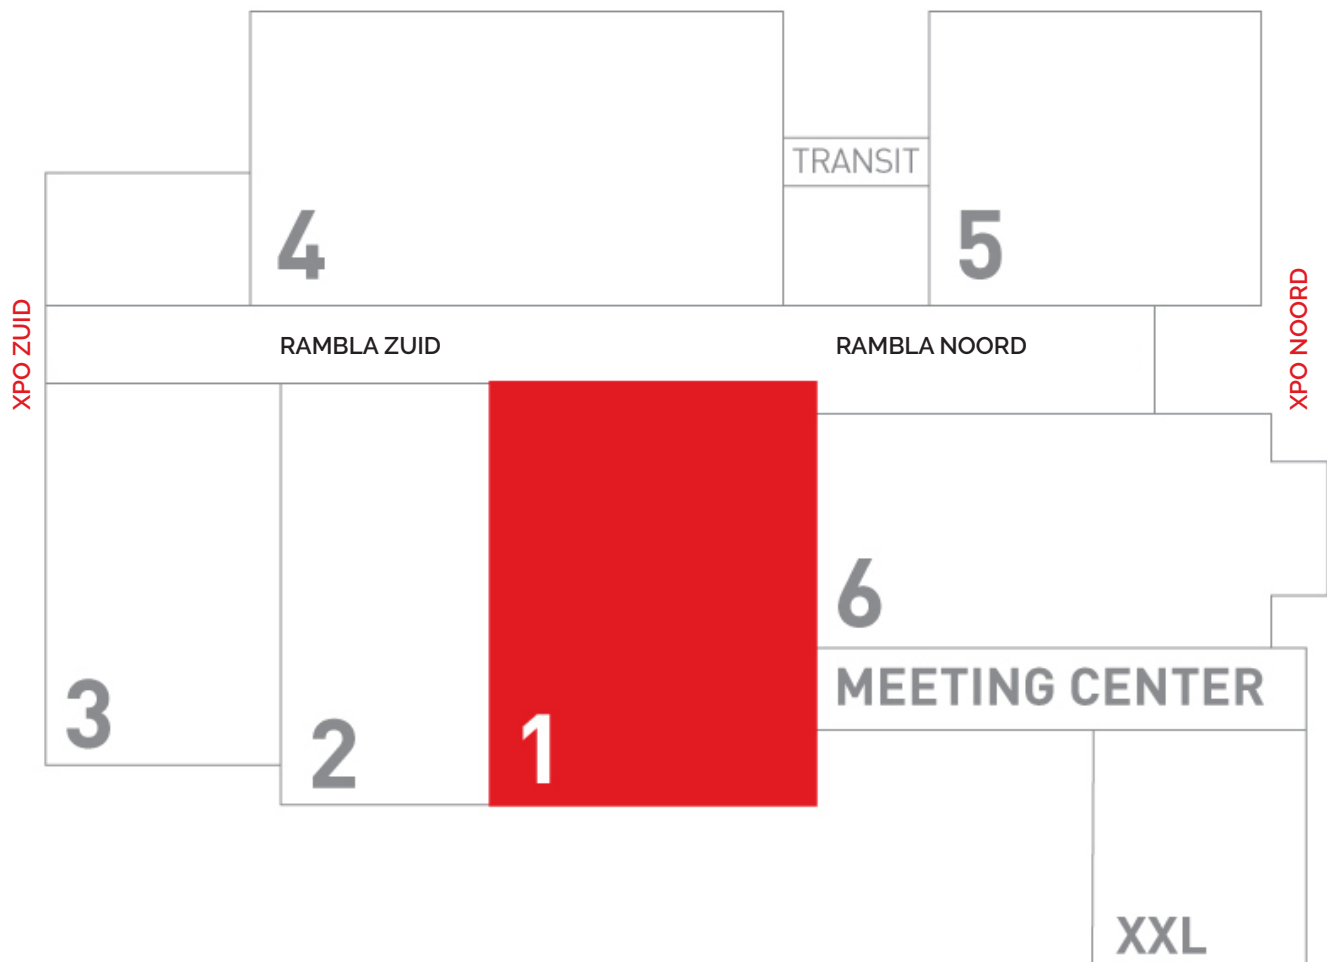 TRANSIT
4
5
XPO ZUID
RAMBLA ZUID
RAMBLA NOORD
XPO NOORD
6
MEETING CENTER
3
2
1
XXL